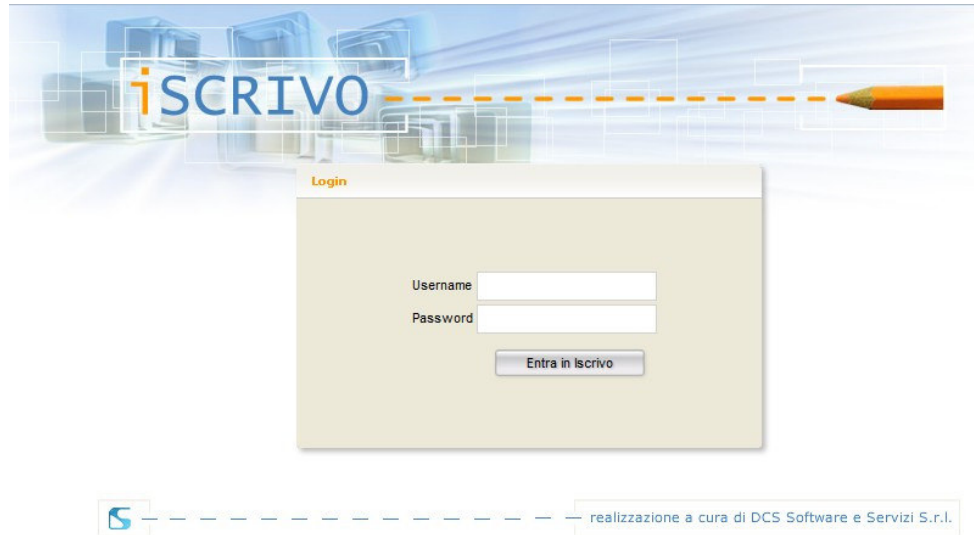 iSCRIVO
Login
Username
Password
Entra in Iscrivo
realizzazione a cura di DCS Software e Servizi S.r.l.